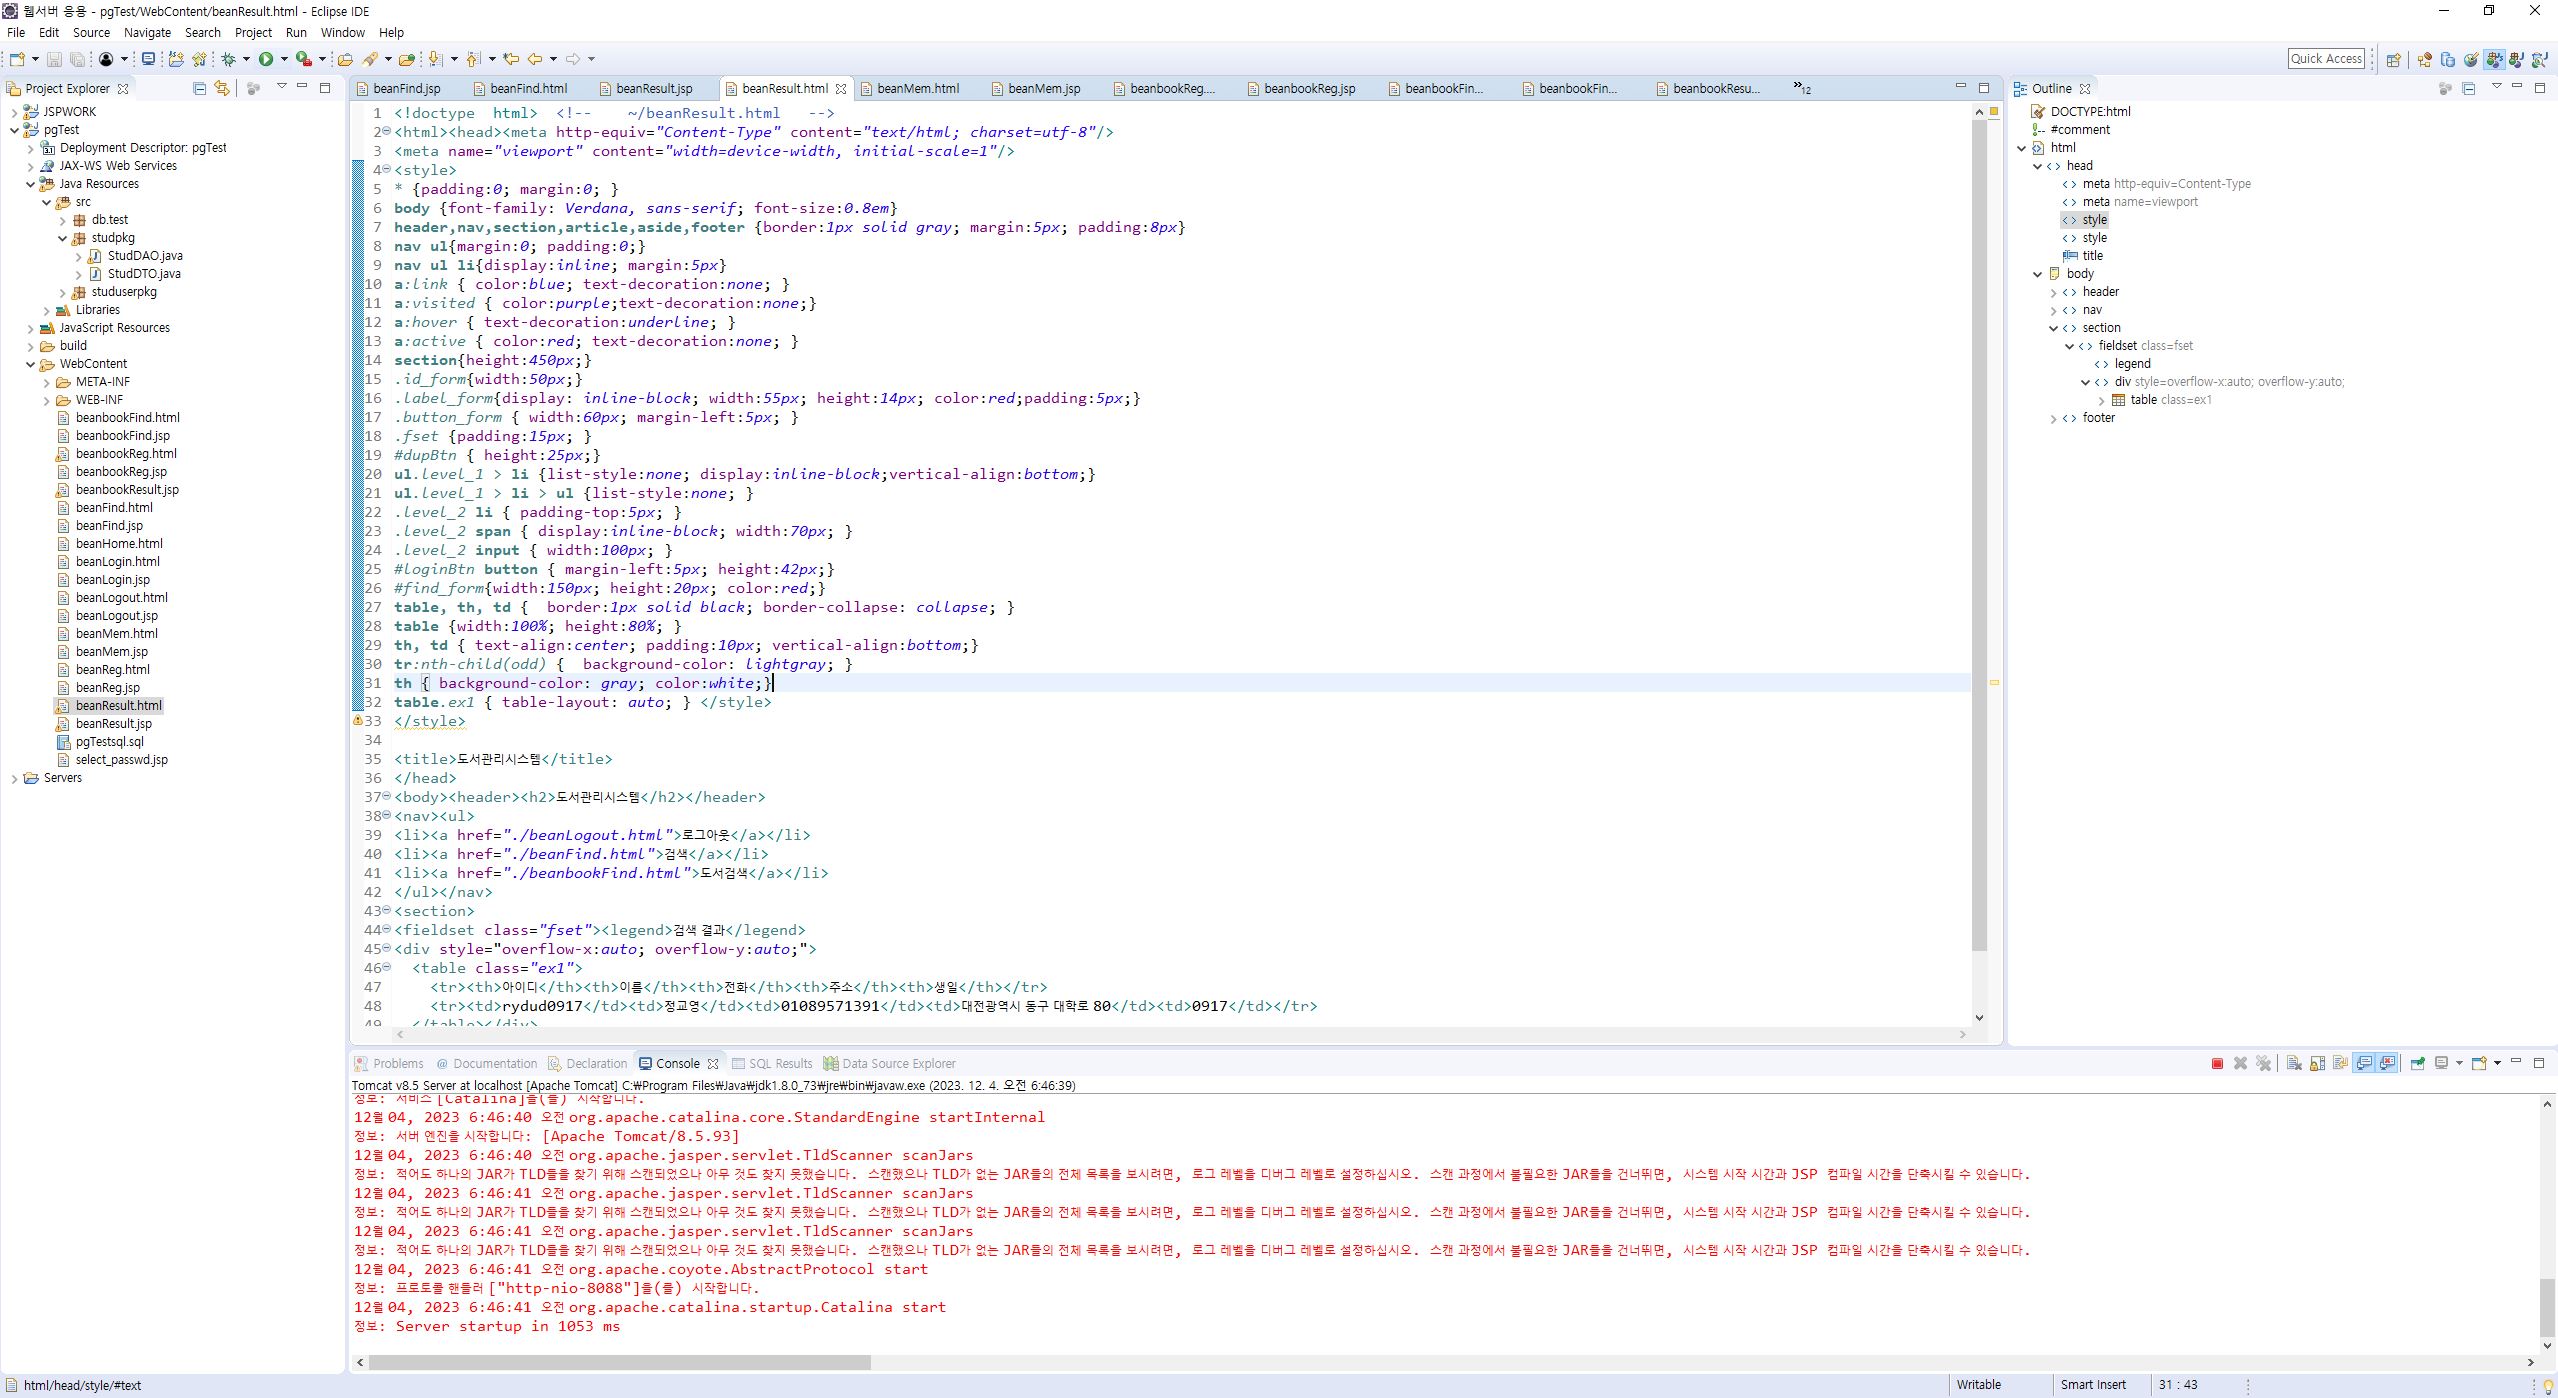 웹서버 응용 - pgTest/WebContent/beanResult.html - Eclipse IDE
File Edit Source Navigate Search Project Run Window Help
Quick Access
Project Explorer
JSPWORK
pgTest
Deployment Descriptor: pgTest
JAX-WS Web Services
Java Resources
src
db.test
studpkg
StudDAO.java
StudDTO.java
studuserpkg
Libraries
JavaScript Resources
build
WebContent
META-INF
WEB-INF
beanbookFind.html
beanbookFind.jsp
beanbookReg.html
beanbookReg.jsp
beanbookResult.jsp
beanFind.html
beanFind.jsp
beanHome.html
beanLogin.html
beanLogin.jsp
beanLogout.html
beanLogout.jsp
beanMem.html
beanMem.jsp
beanReg.html
beanReg.jsp
beanResult.html
beanResult.jsp
pgTestsql.sql
select_passwd.jsp
Servers
beanFind.jsp beanFind.html beanResult.jsp beanResult.html beanMem.html beanMem.jsp beanbookReg.... beanbookReg.jsp beanbookFin... beanbookFin... beanbookResu... »12
1 <!doctype html> <!-- ~/beanResult.html -->
2 <html><head><meta http-equiv="Content-Type" content="text/html; charset=utf-8"/>
3 <meta name="viewport" content="width=device-width, initial-scale=1"/>
4 <style>
5 * {padding:0; margin:0; }
6 body {font-family: Verdana, sans-serif; font-size:0.8em}
7 header,nav,section,article,aside,footer {border:1px solid gray; margin:5px; padding:8px}
8 nav ul{margin:0; padding:0;}
9 nav ul li{display:inline; margin:5px}
10 a:link { color:blue; text-decoration:none; }
11 a:visited { color:purple;text-decoration:none;}
12 a:hover { text-decoration:underline; }
13 a:active { color:red; text-decoration:none; }
14 section{height:450px;}
15 .id_form{width:50px;}
16 .label_form{display: inline-block; width:55px; height:14px; color:red;padding:5px;}
17 .button_form { width:60px; margin-left:5px; }
18 .fset {padding:15px; }
19 #dupBtn { height:25px;}
20 ul.level_1 > li {list-style:none; display:inline-block;vertical-align:bottom;}
21 ul.level_1 > li > ul {list-style:none; }
22 .level_2 li { padding-top:5px; }
23 .level_2 span { display:inline-block; width:70px; }
24 .level_2 input { width:100px; }
25 #loginBtn button { margin-left:5px; height:42px;}
26 #find_form{width:150px; height:20px; color:red;}
27 table, th, td { border:1px solid black; border-collapse: collapse; }
28 table {width:100%; height:80%; }
29 th, td { text-align:center; padding:10px; vertical-align:bottom;}
30 tr:nth-child(odd) { background-color: lightgray; }
31 th { background-color: gray; color:white;}
32 table.ex1 { table-layout: auto; } </style>
33 </style>
34
35 <title>도서관리시스템</title>
36 </head>
37 <body><header><h2>도서관리시스템</h2></header>
38 <nav><ul>
39 <li><a href="./beanLogout.html">로그아웃</a></li>
40 <li><a href="./beanFind.html">검색</a></li>
41 <li><a href="./beanbookFind.html">도서검색</a></li>
42 </ul></nav>
43 <section>
44 <fieldset class="fset"><legend>검색 결과</legend>
45 <div style="overflow-x:auto; overflow-y:auto;">
46 <table class="ex1">
47 <tr><th>아이디</th><th>이름</th><th>전화</th><th>주소</th><th>생일</th></tr>
48 <tr><td>rydud0917</td><td>정교영</td><td>01089571391</td><td>대전광역시 동구 대학로 80</td><td>0917</td></tr>
49 </table></div>
Outline
DOCTYPE:html
#comment
html
head
meta http-equiv=Content-Type
meta name=viewport
style
style
title
body
header
nav
section
fieldset class=fset
legend
div style=overflow-x:auto; overflow-y:auto;
table class=ex1
footer
Problems @ Documentation Declaration Console SQL Results Data Source Explorer
Tomcat v8.5 Server at localhost [Apache Tomcat] C:₩Program Files₩Java₩jdk1.8.0_73₩jre₩bin₩javaw.exe (2023. 12. 4. 오전 6:46:39)
정보: 서비스 [Catalina]을(를) 시작합니다.
12월 04, 2023 6:46:40 오전 org.apache.catalina.core.StandardEngine startInternal
정보: 서버 엔진을 시작합니다: [Apache Tomcat/8.5.93]
12월 04, 2023 6:46:40 오전 org.apache.jasper.servlet.TldScanner scanJars
정보: 적어도 하나의 JAR가 TLD들을 찾기 위해 스캔되었으나 아무 것도 찾지 못했습니다. 스캔했으나 TLD가 없는 JAR들의 전체 목록을 보시려면, 로그 레벨을 디버그 레벨로 설정하십시오. 스캔 과정에서 불필요한 JAR들을 건너뛰면, 시스템 시작 시간과 JSP 컴파일 시간을 단축시킬 수 있습니다.
12월 04, 2023 6:46:41 오전 org.apache.jasper.servlet.TldScanner scanJars
정보: 적어도 하나의 JAR가 TLD들을 찾기 위해 스캔되었으나 아무 것도 찾지 못했습니다. 스캔했으나 TLD가 없는 JAR들의 전체 목록을 보시려면, 로그 레벨을 디버그 레벨로 설정하십시오. 스캔 과정에서 불필요한 JAR들을 건너뛰면, 시스템 시작 시간과 JSP 컴파일 시간을 단축시킬 수 있습니다.
12월 04, 2023 6:46:41 오전 org.apache.jasper.servlet.TldScanner scanJars
정보: 적어도 하나의 JAR가 TLD들을 찾기 위해 스캔되었으나 아무 것도 찾지 못했습니다. 스캔했으나 TLD가 없는 JAR들의 전체 목록을 보시려면, 로그 레벨을 디버그 레벨로 설정하십시오. 스캔 과정에서 불필요한 JAR들을 건너뛰면, 시스템 시작 시간과 JSP 컴파일 시간을 단축시킬 수 있습니다.
12월 04, 2023 6:46:41 오전 org.apache.coyote.AbstractProtocol start
정보: 프로토콜 핸들러 ["http-nio-8088"]을(를) 시작합니다.
12월 04, 2023 6:46:41 오전 org.apache.catalina.startup.Catalina start
정보: Server startup in 1053 ms
html/head/style/#text Writable Smart Insert 31 : 43